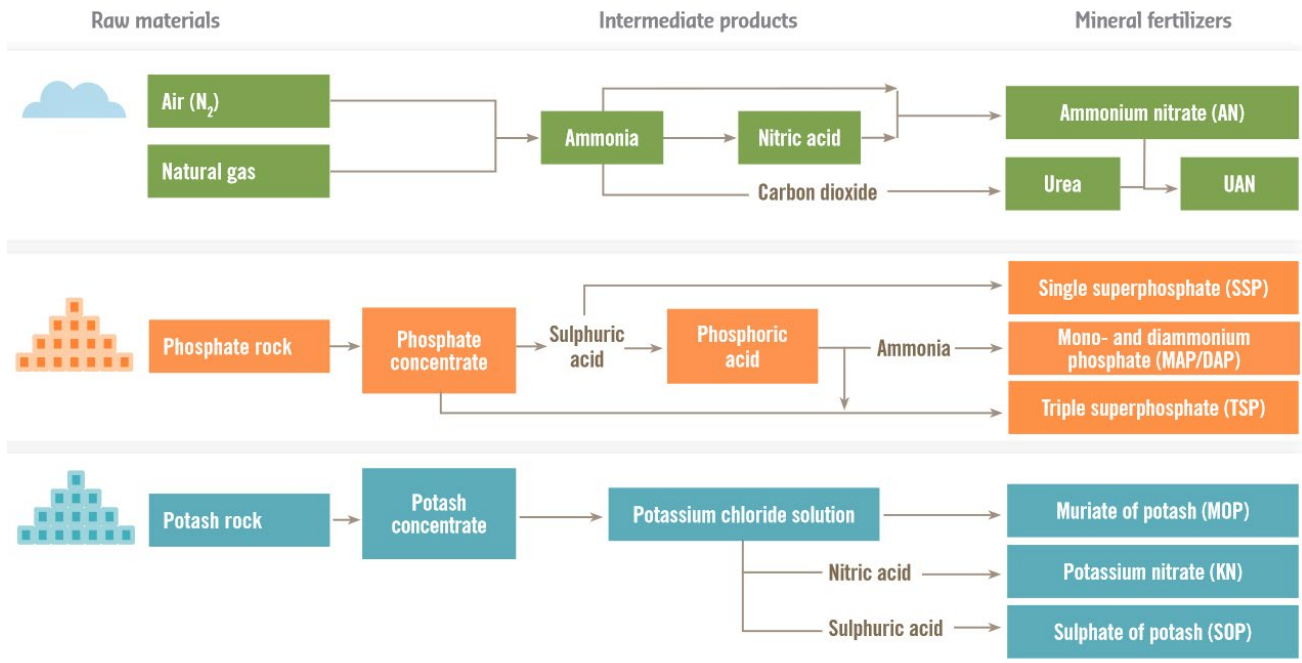 Raw materials
Intermediate products
Mineral fertilizers
Air (N₂)
Natural gas
Ammonia
Nitric acid
Carbon dioxide
Ammonium nitrate (AN)
Urea
UAN
Phosphate rock
Phosphate
concentrate
Sulphuric
acid
Phosphoric
acid
Ammonia
Single superphosphate (SSP)
Mono- and diammonium
phosphate (MAP/DAP)
Triple superphosphate (TSP)
Potash rock
Potash
concentrate
Potassium chloride solution
Nitric acid
Sulphuric acid
Muriate of potash (MOP)
Potassium nitrate (KN)
Sulphate of potash (SOP)